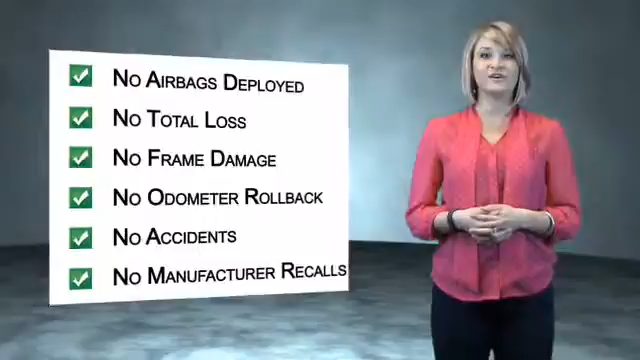 No Airbags Deployed
No Total Loss
No Frame Damage
No Odometer Rollback
No Accidents
No Manufacturer Recalls